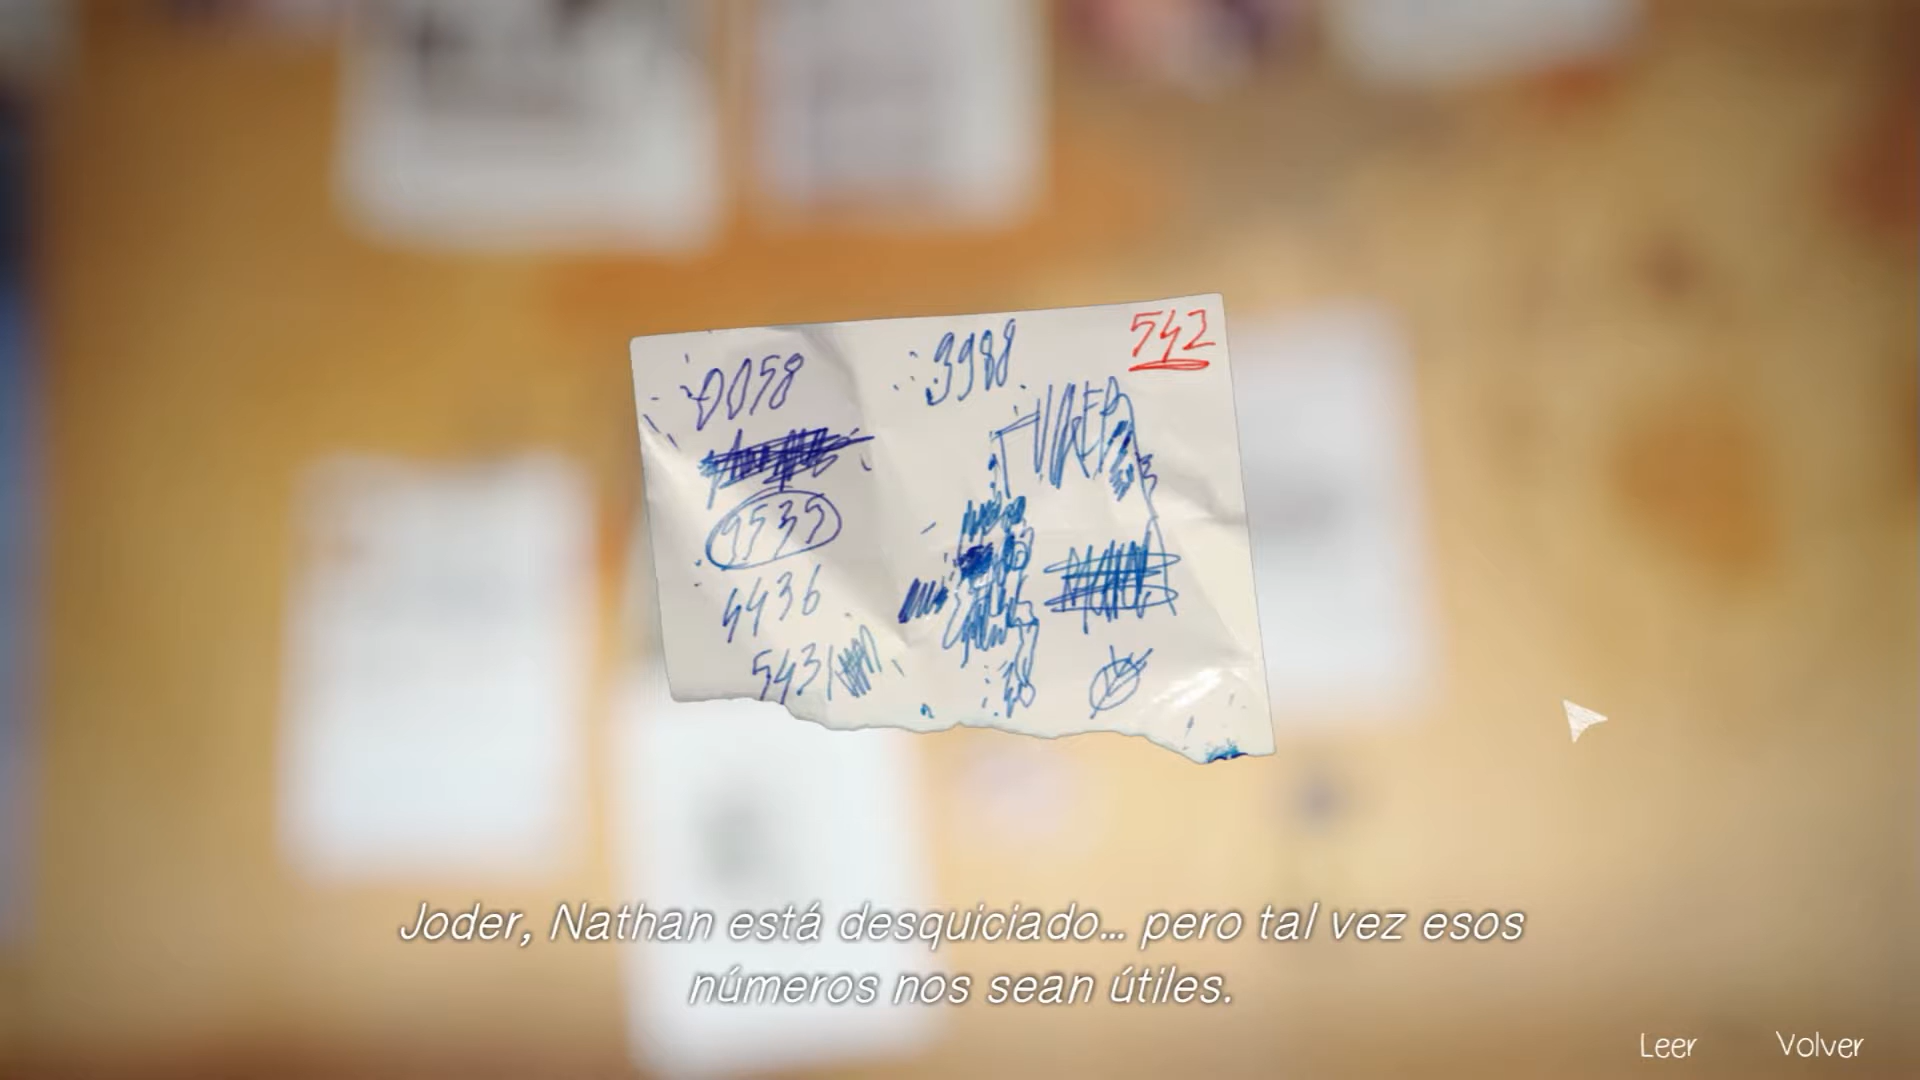 542
3988
0058
9535
5436
543
Joder, Nathan está desquiciado... pero tal vez esos
números nos sean útiles.
Leer Volver